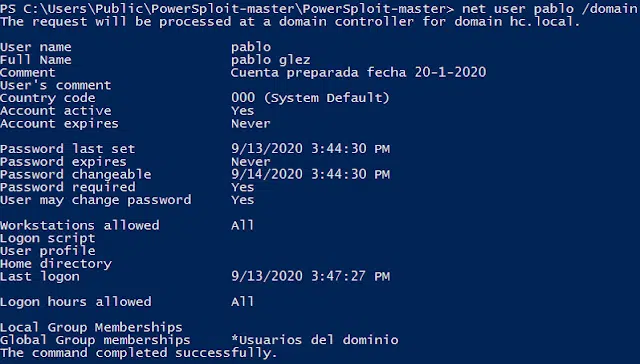 PS C:\Users\Public\PowerSploit-master\PowerSploit-master> net user pablo /domain
The request will be processed at a domain controller for domain hc.local.
User name                    pablo
Full Name                    pablo glez
Comment                      Cuenta preparada fecha 20-1-2020
User's comment
Country code                 000 (System Default)
Account active               Yes
Account expires              Never
Password last set            9/13/2020 3:44:30 PM
Password expires             Never
Password changeable          9/14/2020 3:44:30 PM
Password required            Yes
User may change password     Yes
Workstations allowed         All
Logon script
User profile
Home directory
Last logon                   9/13/2020 3:47:27 PM
Logon hours allowed          All
Local Group Memberships
Global Group memberships     *Usuarios del dominio
The command completed successfully.